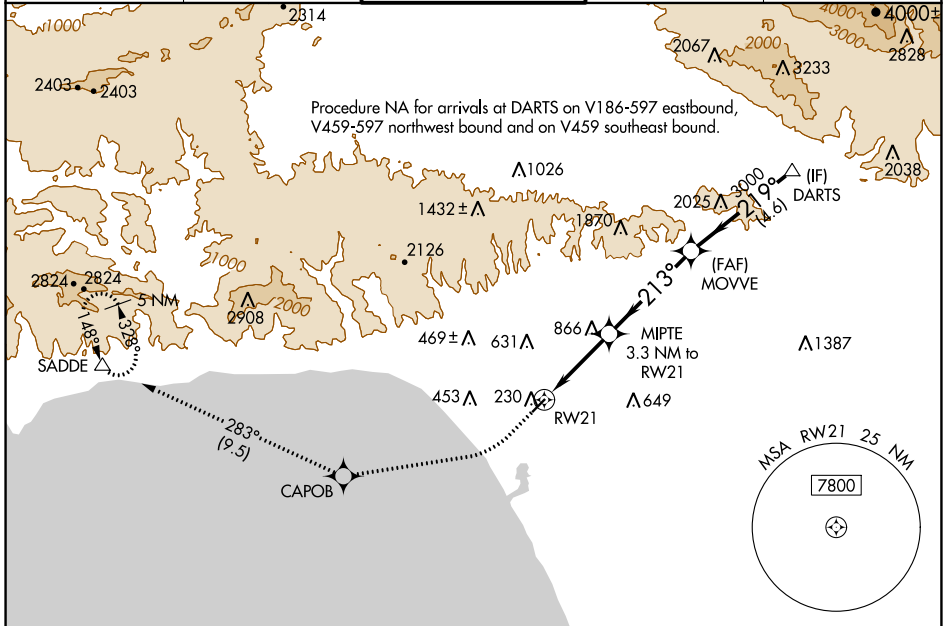 1000
2314
4000
4000±
3000
2828
2067
2000
3233
2403
2403
Procedure NA for arrivals at DARTS on V186-597 eastbound,
V459-597 northwest bound and on V459 southeast bound.
2038
1026
3000
219°
(4.6)
(IF)
DARTS
2025
1432 ±
1870
2126
1000
213°
(FAF)
MOVVE
2824
2824
5 NM
2000
2908
148°
328°
469±
631
866
MIPTE
3.3 NM to
RW21
1387
SADDE
453
230
649
RW21
283°
(9.5)
CAPOB
MSA RW21 25 NM
7800